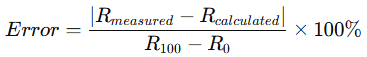 Error = |R_measured − R_calculated| / (R_100 − R_0) × 100%